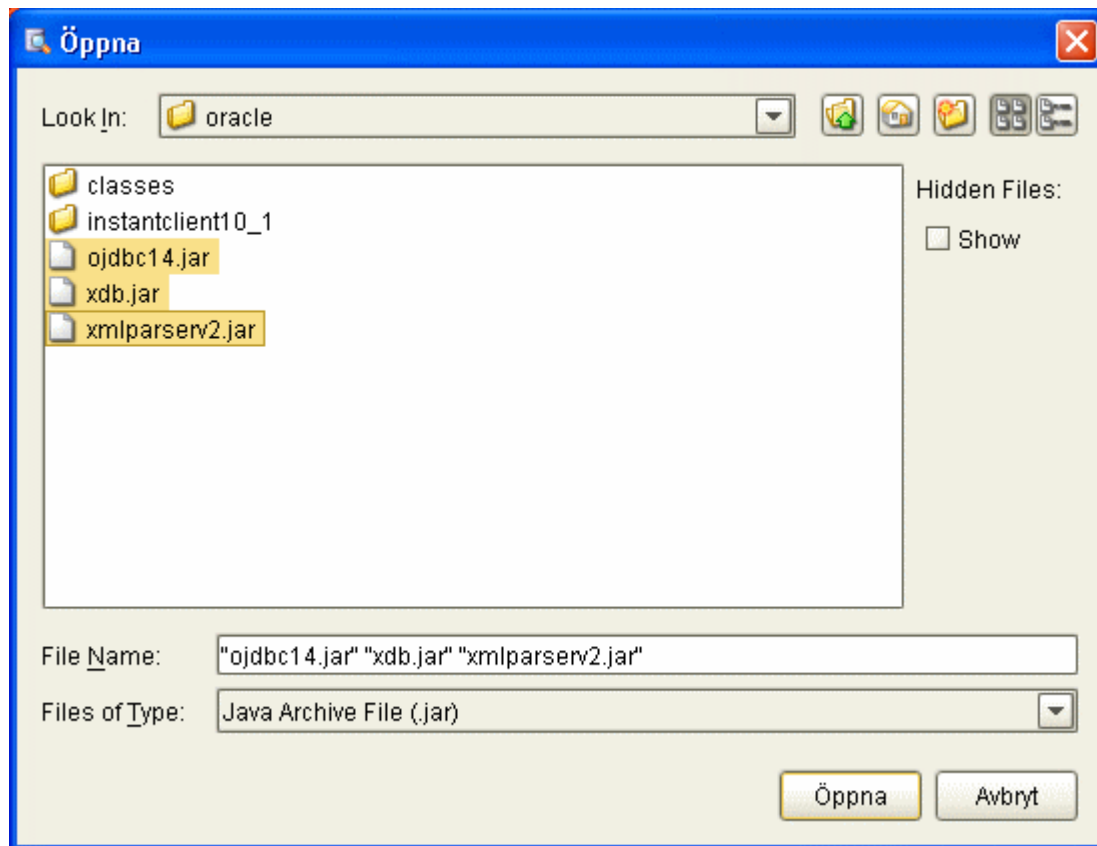 Öppna
Look In: oracle
classes
Hidden Files:
instantclient10_1
Show
ojdbc14.jar
xdb.jar
xmlparserv2.jar
File Name: "ojdbc14.jar" "xdb.jar" "xmlparserv2.jar"
Files of Type: Java Archive File (.jar)
Öppna Avbryt